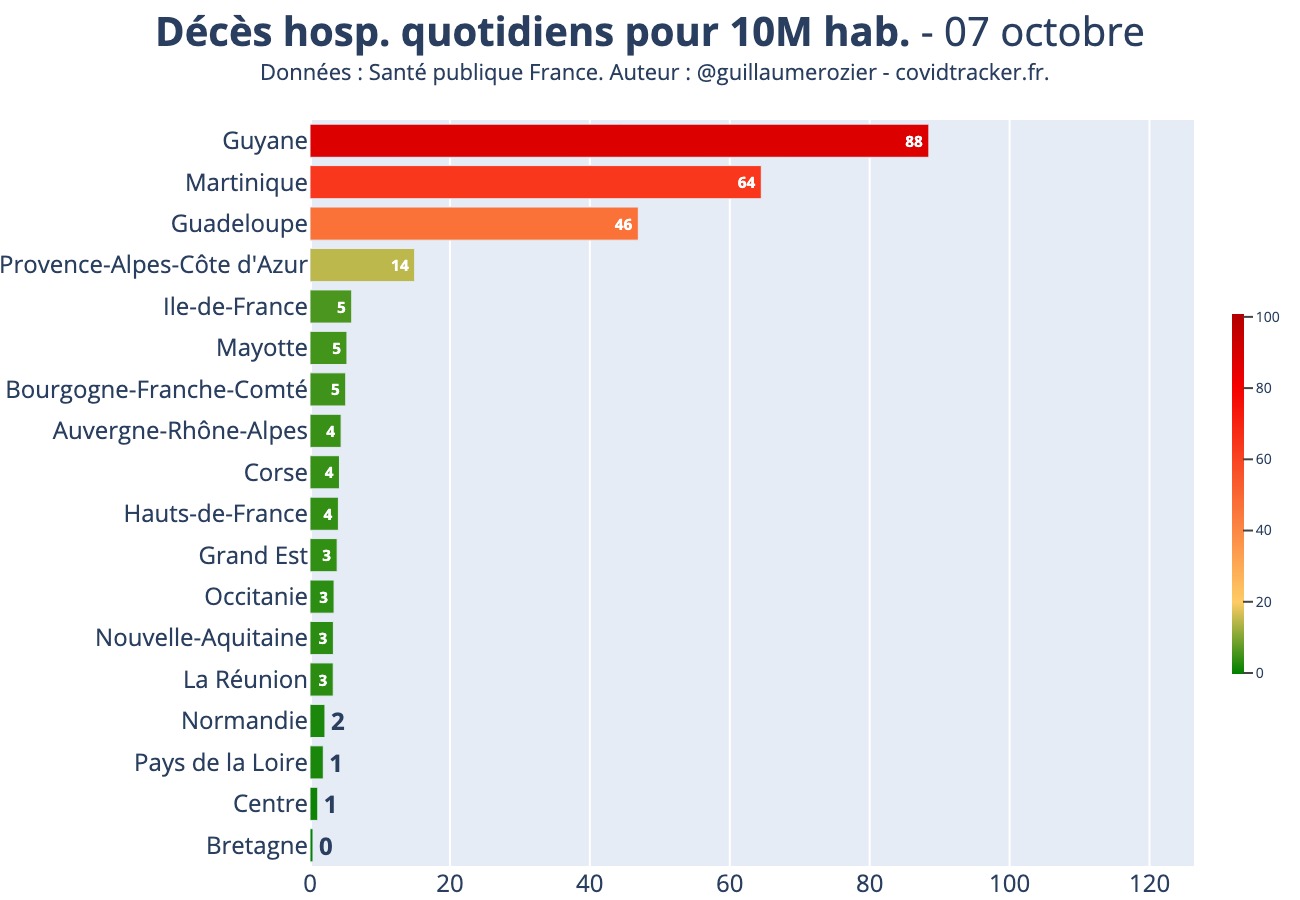 Décès hosp. quotidiens pour 10M hab. - 07 octobre
Données : Santé publique France. Auteur : @guillaumerozier - covidtracker.fr.
Guyane 88
Martinique 64
Guadeloupe 46
Provence-Alpes-Côte d'Azur 14
Ile-de-France 5
Mayotte 5
Bourgogne-Franche-Comté 5
Auvergne-Rhône-Alpes 4
Corse 4
Hauts-de-France 4
Grand Est 3
Occitanie 3
Nouvelle-Aquitaine 3
La Réunion 3
Normandie 2
Pays de la Loire 1
Centre 1
Bretagne 0
0 20 40 60 80 100 120
100
80
60
40
20
0